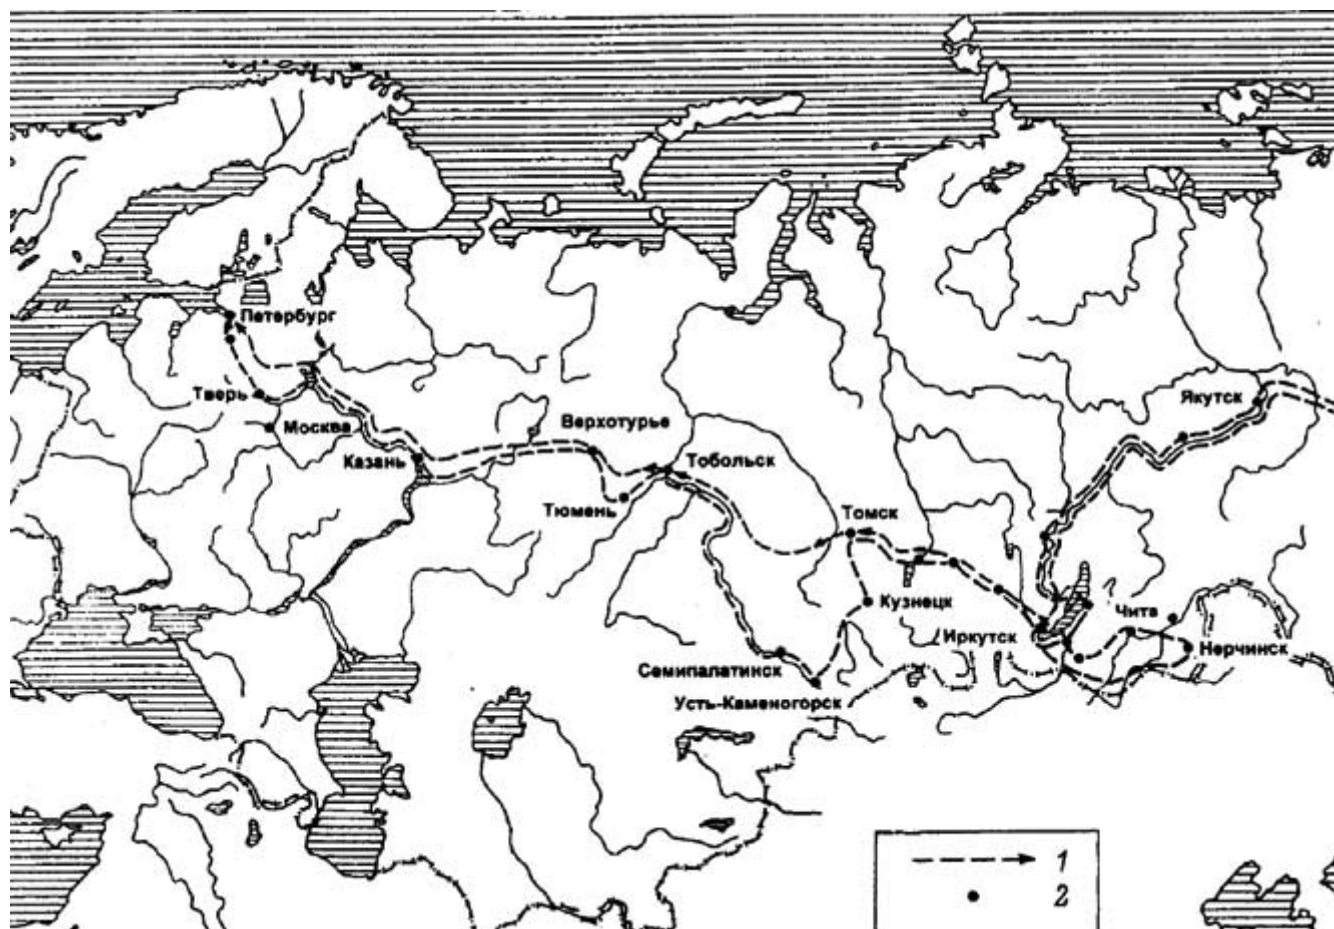 Петербург
Тверь
Москва
Казань
Верхотурье
Тюмень
Тобольск
Томск
Кузнецк
Семипалатинск
Усть-Каменогорск
Иркутск
Чита
Нерчинск
Якутск
1
2